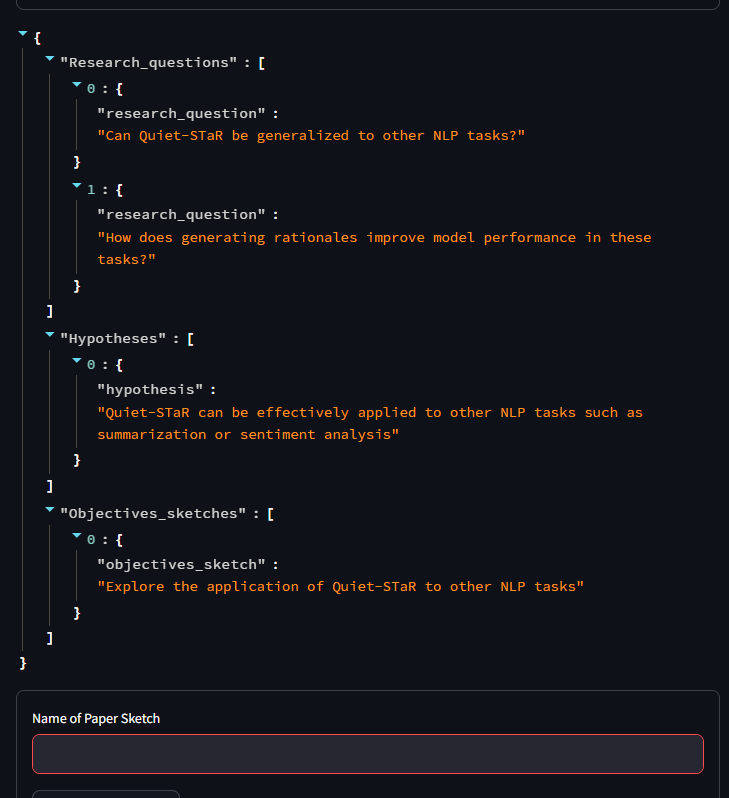 {
"Research_questions" : [
0 : {
"research_question" :
"Can Quiet-STaR be generalized to other NLP tasks?"
}
1 : {
"research_question" :
"How does generating rationales improve model performance in these
tasks?"
}
]
"Hypotheses" : [
0 : {
"hypothesis" :
"Quiet-STaR can be effectively applied to other NLP tasks such as
summarization or sentiment analysis"
}
]
"Objectives_sketches" : [
0 : {
"objectives_sketch" :
"Explore the application of Quiet-STaR to other NLP tasks"
}
]
}
Name of Paper Sketch